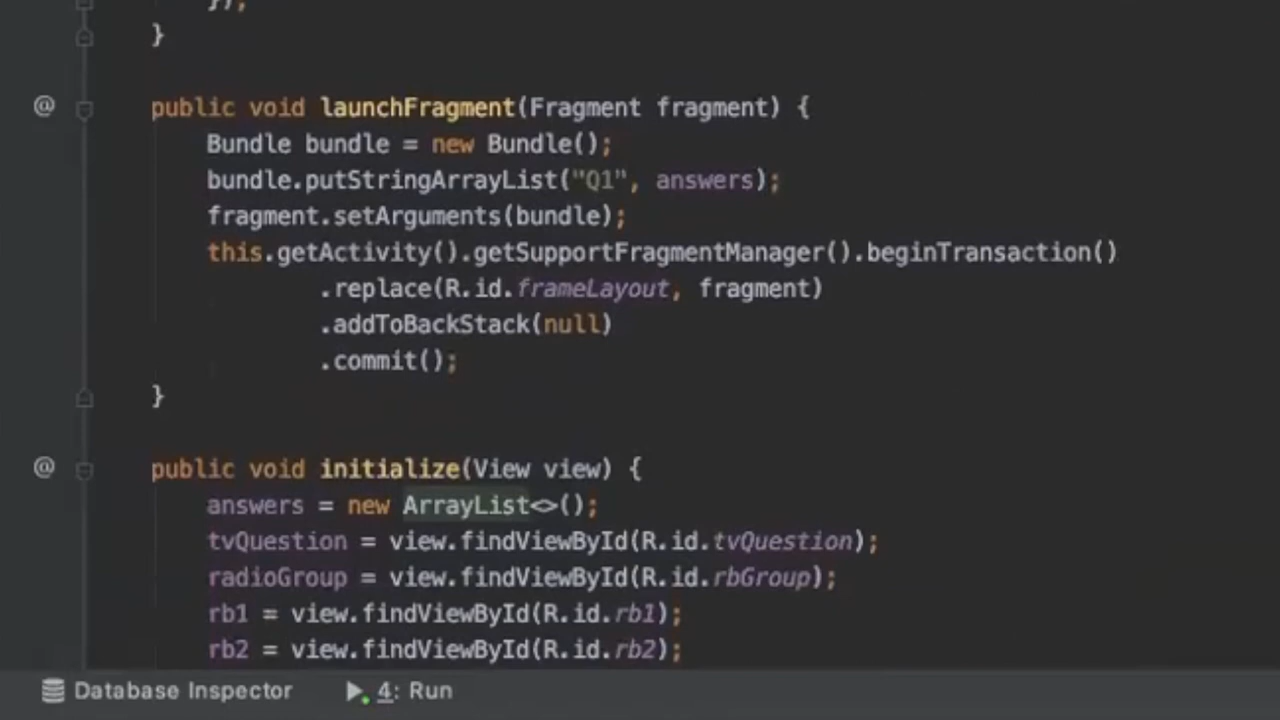 });
}
@ public void launchFragment(Fragment fragment) {
Bundle bundle = new Bundle();
bundle.putStringArrayList("Q1", answers);
fragment.setArguments(bundle);
this.getActivity().getSupportFragmentManager().beginTransaction()
.replace(R.id.frameLayout, fragment)
.addToBackStack(null)
.commit();
}
@ public void initialize(View view) {
answers = new ArrayList<>();
tvQuestion = view.findViewById(R.id.tvQuestion);
radioGroup = view.findViewById(R.id.rbGroup);
rb1 = view.findViewById(R.id.rb1);
rb2 = view.findViewById(R.id.rb2);
Database Inspector 4: Run